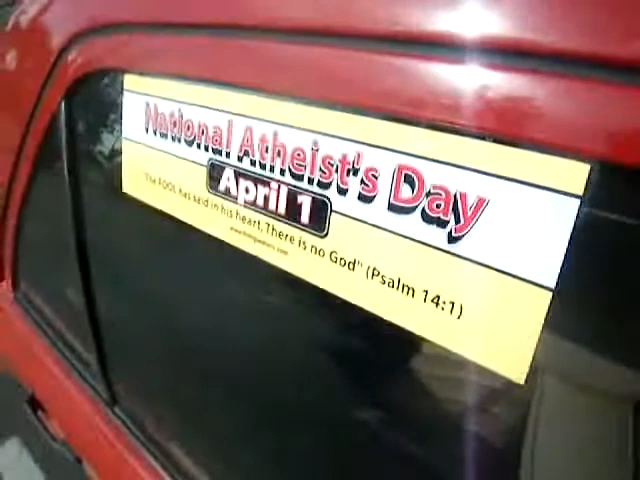 National Atheist's Day
April 1
The FOOL has said in his heart, There is no God" (Psalm 14:1)